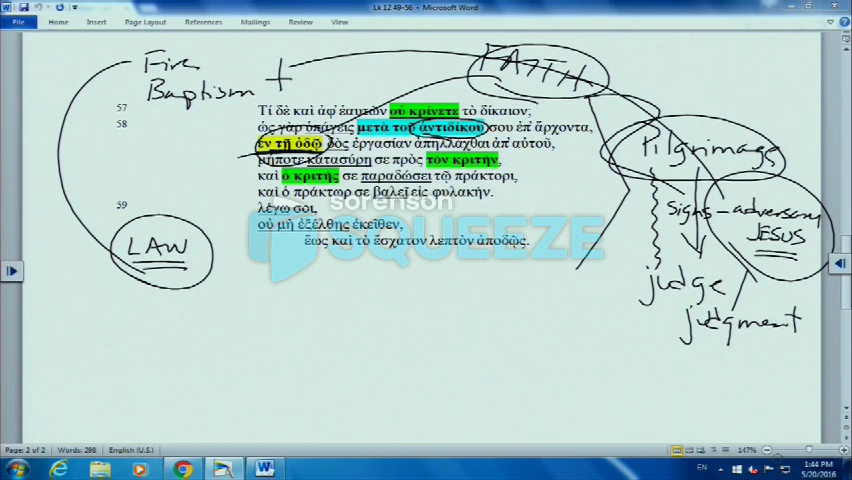 Lk 12 49-56 - Microsoft Word
File Home Insert Page Layout References Mailings Review View
Fire
Baptism +
FAITH
57 Τί δὲ καὶ ἀφ' ἑαυτῶν οὐ κρίνετε τὸ δίκαιον;
58 ὡς γὰρ ὑπάγεις μετὰ τοῦ ἀντιδίκου σου ἐπ' ἄρχοντα,
ἐν τῇ ὁδῷ δὸς ἐργασίαν ἀπηλλάχθαι ἀπ' αὐτοῦ,
μήποτε κατασύρῃ σε πρὸς τὸν κριτήν,
καὶ ὁ κριτής σε παραδώσει τῷ πράκτορι,
καὶ ὁ πράκτωρ σε βαλεῖ εἰς φυλακήν.
59 λέγω σοι,
οὐ μὴ ἐξέλθῃς ἐκεῖθεν,
ἕως καὶ τὸ ἔσχατον λεπτὸν ἀποδῷς.
LAW
Pilgrimage
signs - adversary
JESUS
judge
judgment
sorenson
SQUEEZE
Page: 2 of 2 Words: 298 English (U.S.) 147%
EN 1:44 PM
5/20/2016